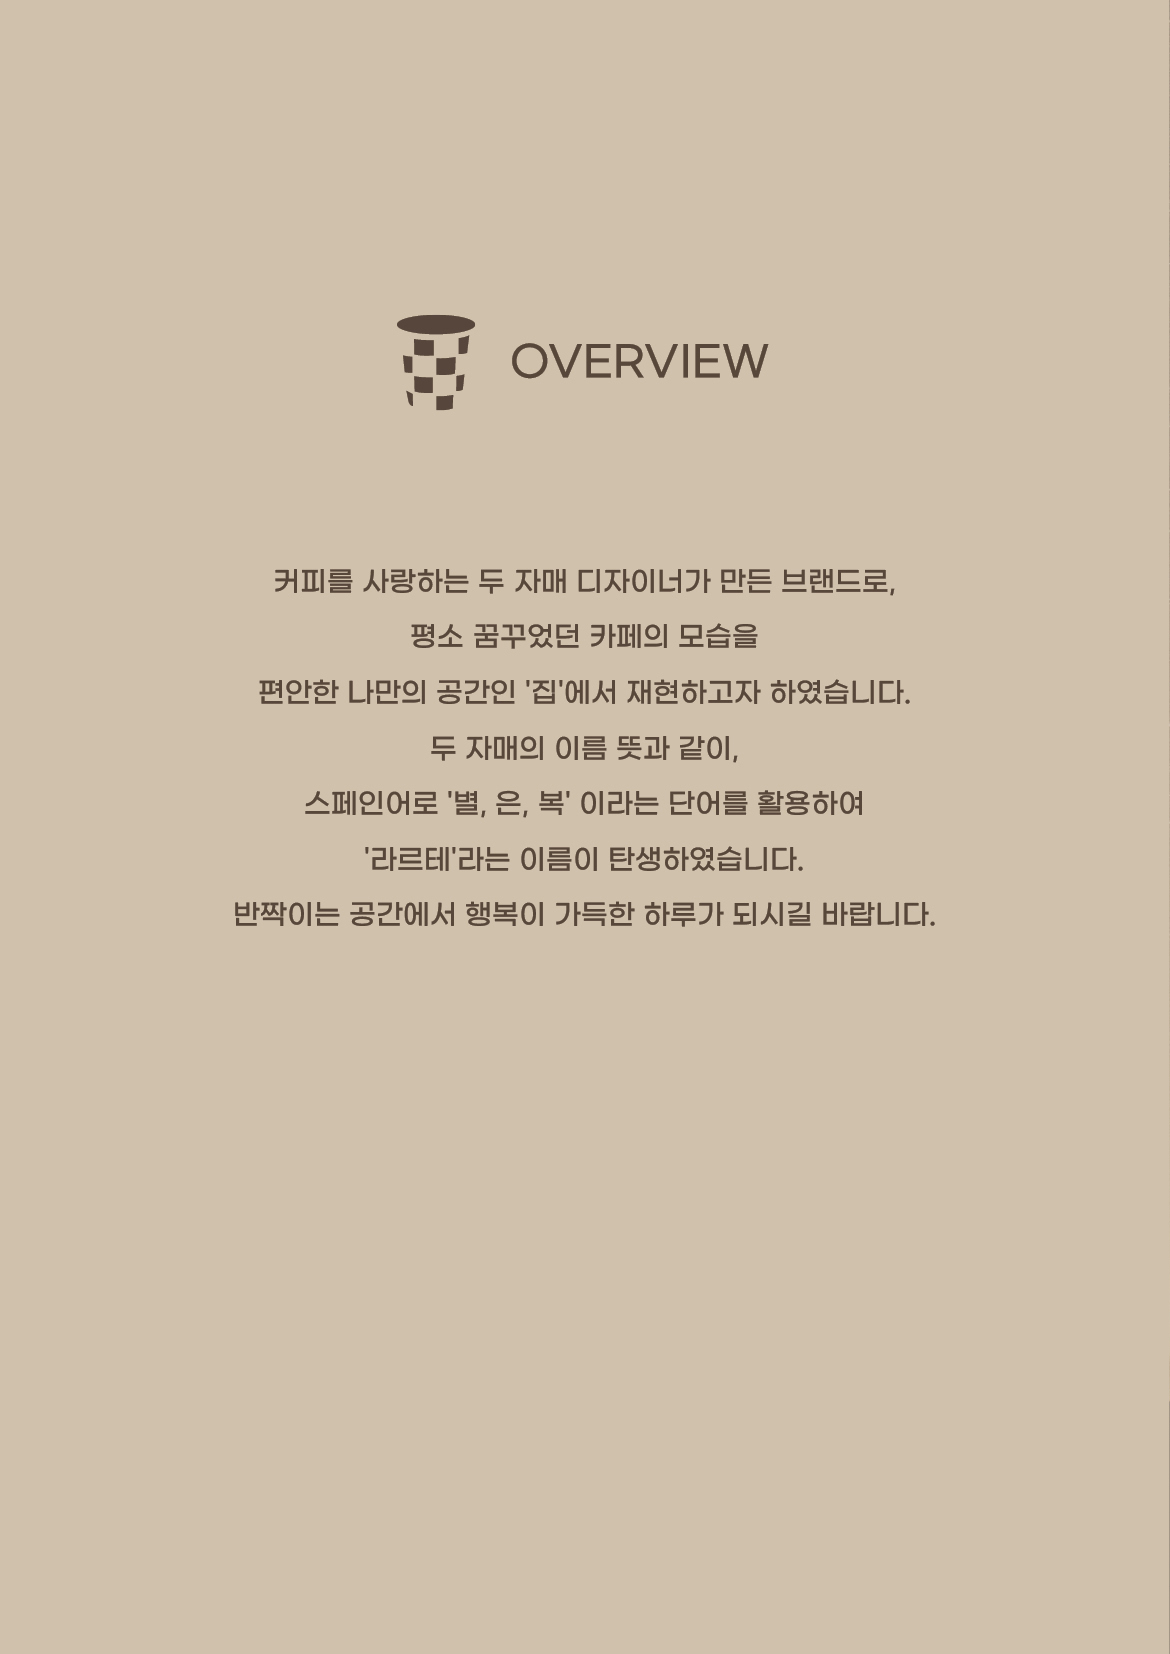 OVERVIEW
커피를 사랑하는 두 자매 디자이너가 만든 브랜드로,
평소 꿈꾸었던 카페의 모습을
편안한 나만의 공간인 '집'에서 재현하고자 하였습니다.
두 자매의 이름 뜻과 같이,
스페인어로 '별, 은, 복' 이라는 단어를 활용하여
'라르테'라는 이름이 탄생하였습니다.
반짝이는 공간에서 행복이 가득한 하루가 되시길 바랍니다.